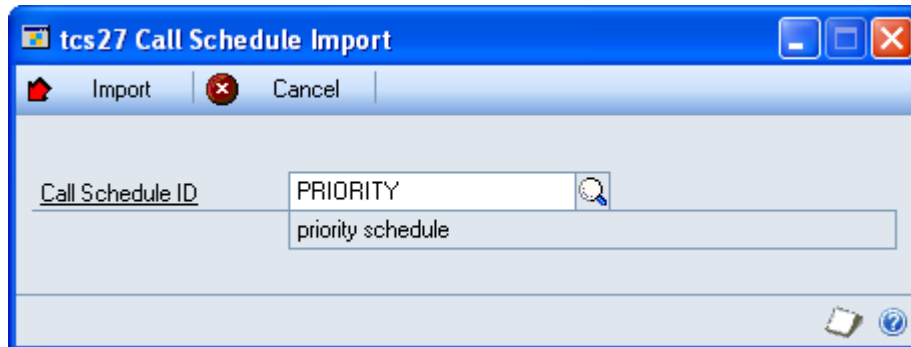 tcs27 Call Schedule Import
Import Cancel
Call Schedule ID PRIORITY
priority schedule